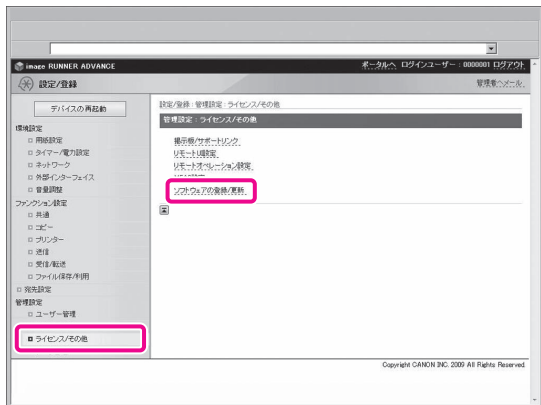 image RUNNER ADVANCE
ポータルへ ログインユーザー : 0000001 ログアウト
設定/登録
管理者へメール
デバイスの再起動
設定/登録 : 管理設定 : ライセンス/その他
管理設定 : ライセンス/その他
環境設定
用紙設定
タイマー/電力設定
ネットワーク
外部インターフェイス
音量調整
ファンクション設定
共通
コピー
プリンター
送信
受信/転送
ファイル保存/利用
宛先設定
管理設定
ユーザー管理
ライセンス/その他
掲示板/サポートリンク
リモートUI設定
リモートオペレーション設定
ソフトウェアの登録/更新
Copyright CANON INC. 2009 All Rights Reserved